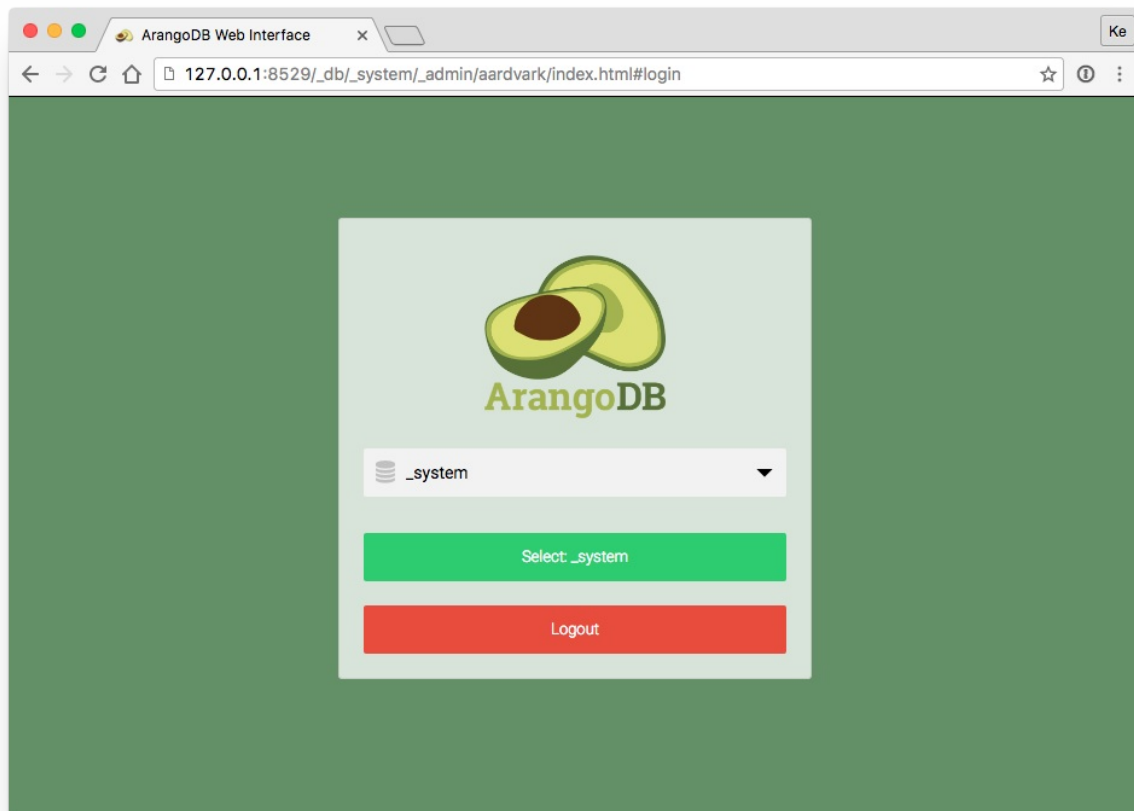 ArangoDB Web Interface
Ke
127.0.0.1:8529/_db/_system/_admin/aardvark/index.html#login
ArangoDB
_system
Select: _system
Logout